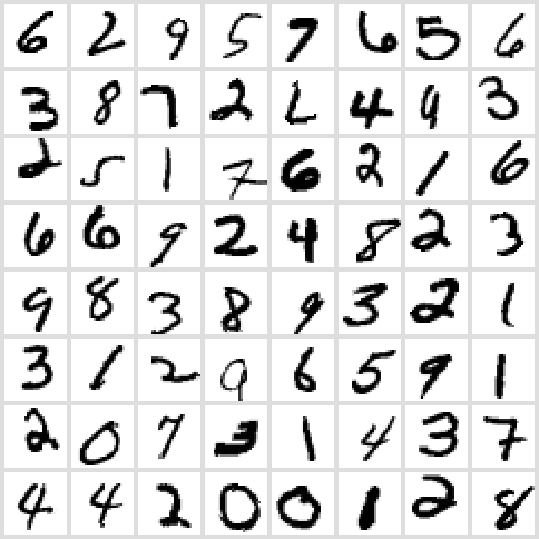 6 2 9 5 7 6 5 6
3 8 7 2 L 4 4 3
2 5 1 7 6 2 1 6
6 6 9 2 4 8 2 3
9 8 3 8 9 3 2 1
3 1 2 9 6 5 9 1
2 0 7 3 1 4 3 7
4 4 2 0 0 1 2 8